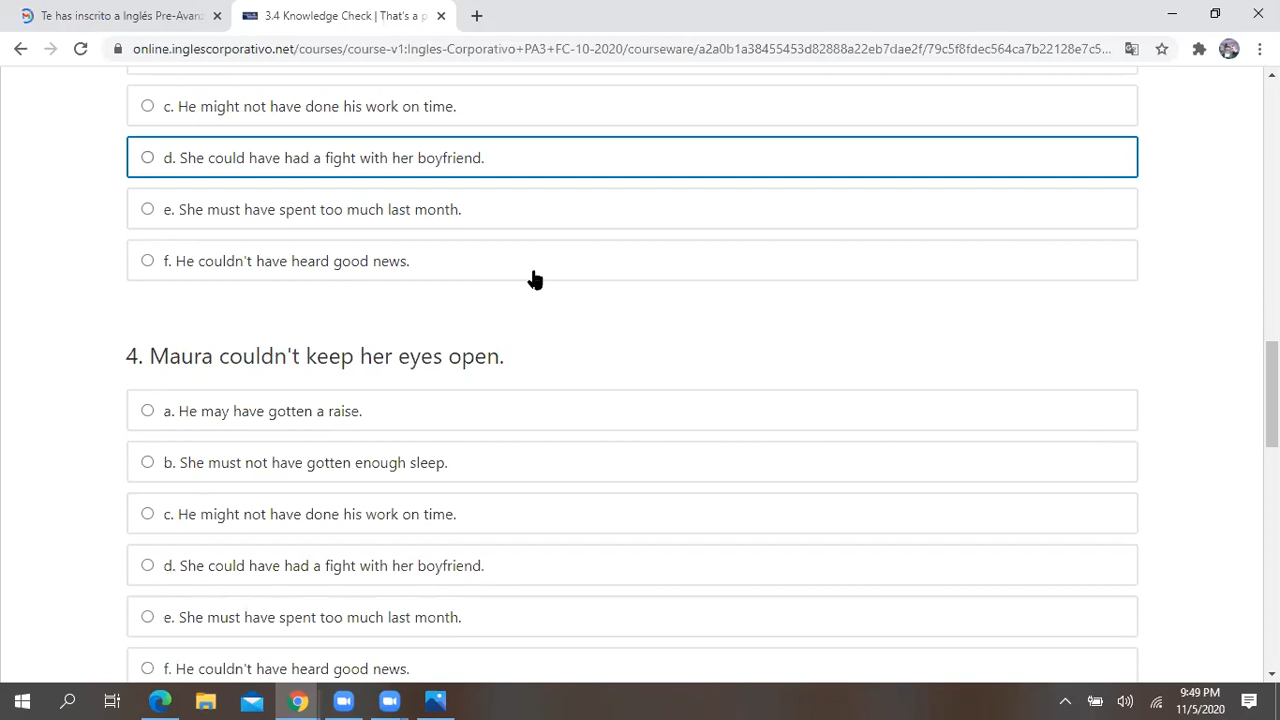 Te has inscrito a Inglés Pre-Avan
3.4 Knowledge Check | That's a p
online.inglescorporativo.net/courses/course-v1:Ingles-Corporativo+PA3+FC-10-2020/courseware/a2a0b1a38455453d82888a22eb7dae2f/79c5f8fdec564ca7b22128e7c5...
c. He might not have done his work on time.
d. She could have had a fight with her boyfriend.
e. She must have spent too much last month.
f. He couldn't have heard good news.
4. Maura couldn't keep her eyes open.
a. He may have gotten a raise.
b. She must not have gotten enough sleep.
c. He might not have done his work on time.
d. She could have had a fight with her boyfriend.
e. She must have spent too much last month.
f. He couldn't have heard good news.
9:49 PM
11/5/2020